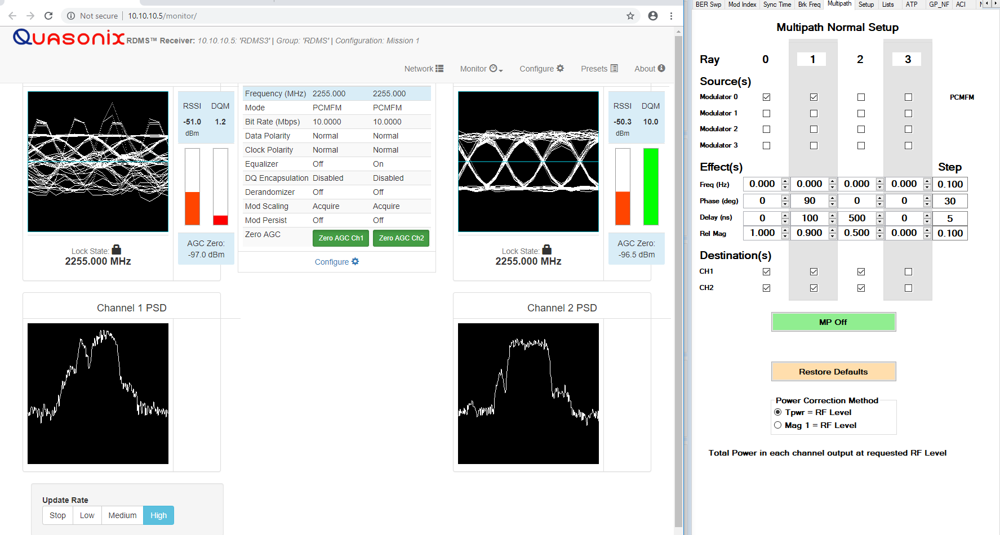 Not secure | 10.10.10.5/monitor/
QUASONIX RDMS™ Receiver: 10.10.10.5: 'RDMS3' | Group: 'RDMS' | Configuration: Mission 1
Network Monitor Configure Presets About
RSSI DQM
-51.0 1.2
dBm
AGC Zero:
-97.0 dBm
Lock State:
2255.000 MHz
Frequency (MHz) 2255.000 2255.000
Mode PCMFM PCMFM
Bit Rate (Mbps) 10.0000 10.0000
Data Polarity Normal Normal
Clock Polarity Normal Normal
Equalizer Off On
DQ Encapsulation Disabled Disabled
Derandomizer Off Off
Mod Scaling Acquire Acquire
Mod Persist Off Off
Zero AGC Zero AGC Ch1 Zero AGC Ch2
Configure
RSSI DQM
-50.3 10.0
dBm
AGC Zero:
-96.5 dBm
Lock State:
2255.000 MHz
Channel 1 PSD
Channel 2 PSD
Update Rate
Stop Low Medium High
BER Swp Mod Index Sync Time Brk Freq Multipath Setup Lists ATP GP_NF ACI
Multipath Normal Setup
Ray 0 1 2 3
Source(s)
Modulator 0 PCMFM
Modulator 1
Modulator 2
Modulator 3
Effect(s) Step
Freq (Hz) 0.000 0.000 0.000 0.000 0.100
Phase (deg) 0 90 0 0 30
Delay (ns) 0 100 500 0 5
Rel Mag 1.000 0.900 0.500 0.000 0.100
Destination(s)
CH1
CH2
MP Off
Restore Defaults
Power Correction Method
Tpwr = RF Level
Mag 1 = RF Level
Total Power in each channel output at requested RF Level